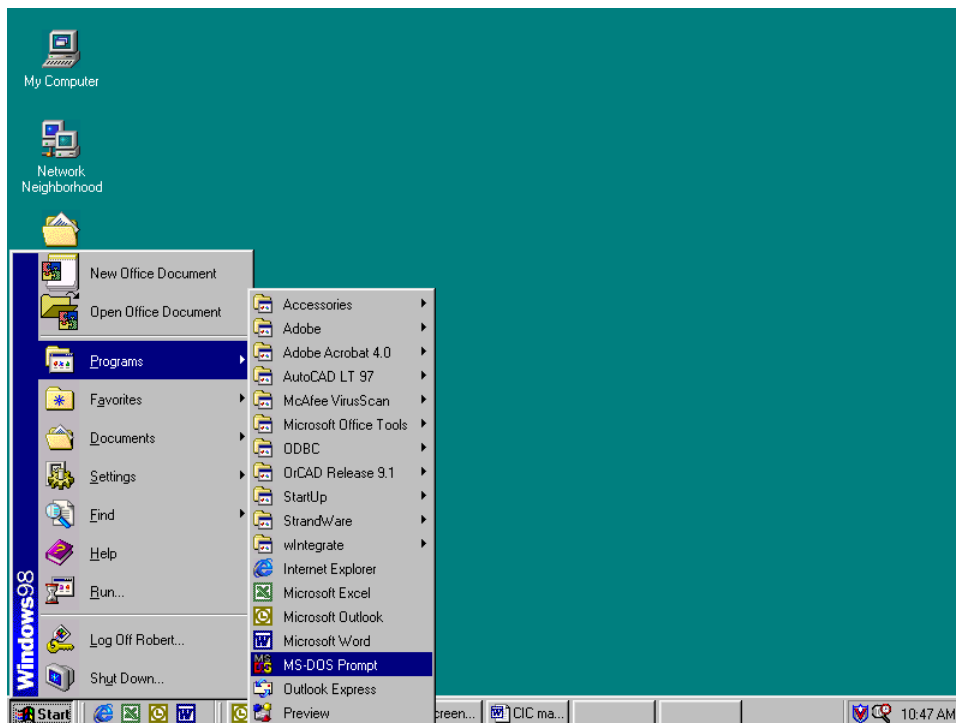 My Computer
Network
Neighborhood
New Office Document
Open Office Document
Programs
Favorites
Documents
Settings
Find
Help
Run...
Log Off Robert...
Shut Down...
Windows98
Accessories
Adobe
Adobe Acrobat 4.0
AutoCAD LT 97
McAfee VirusScan
Microsoft Office Tools
ODBC
OrCAD Release 9.1
StartUp
StrandWare
wIntegrate
Internet Explorer
Microsoft Excel
Microsoft Outlook
Microsoft Word
MS-DOS Prompt
Outlook Express
Preview
Start
creen...
CIC ma...
10:47 AM